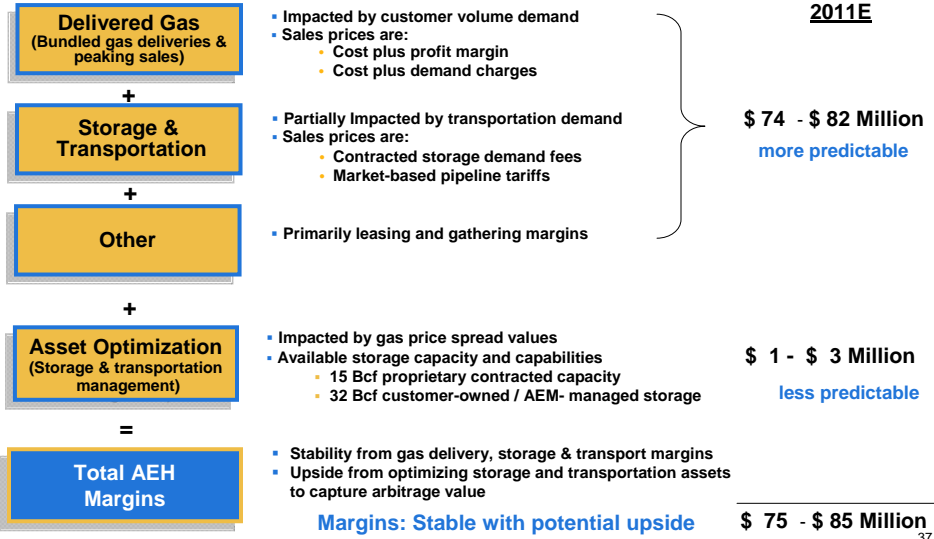 2011E
Delivered Gas
(Bundled gas deliveries &
peaking sales)
▪ Impacted by customer volume demand
▪ Sales prices are:
▪ Cost plus profit margin
• Cost plus demand charges
+
Storage &
Transportation
▪ Partially Impacted by transportation demand
▪ Sales prices are:
▪ Contracted storage demand fees
▪ Market-based pipeline tariffs
$ 74 - $ 82 Million
more predictable
+
Other
▪ Primarily leasing and gathering margins
+
Asset Optimization
(Storage & transportation
management)
▪ Impacted by gas price spread values
▪ Available storage capacity and capabilities
▪ 15 Bcf proprietary contracted capacity
▪ 32 Bcf customer-owned / AEM- managed storage
$ 1 - $ 3 Million
less predictable
=
Total AEH
Margins
▪ Stability from gas delivery, storage & transport margins
▪ Upside from optimizing storage and transportation assets
to capture arbitrage value
Margins: Stable with potential upside
$ 75 - $ 85 Million
37